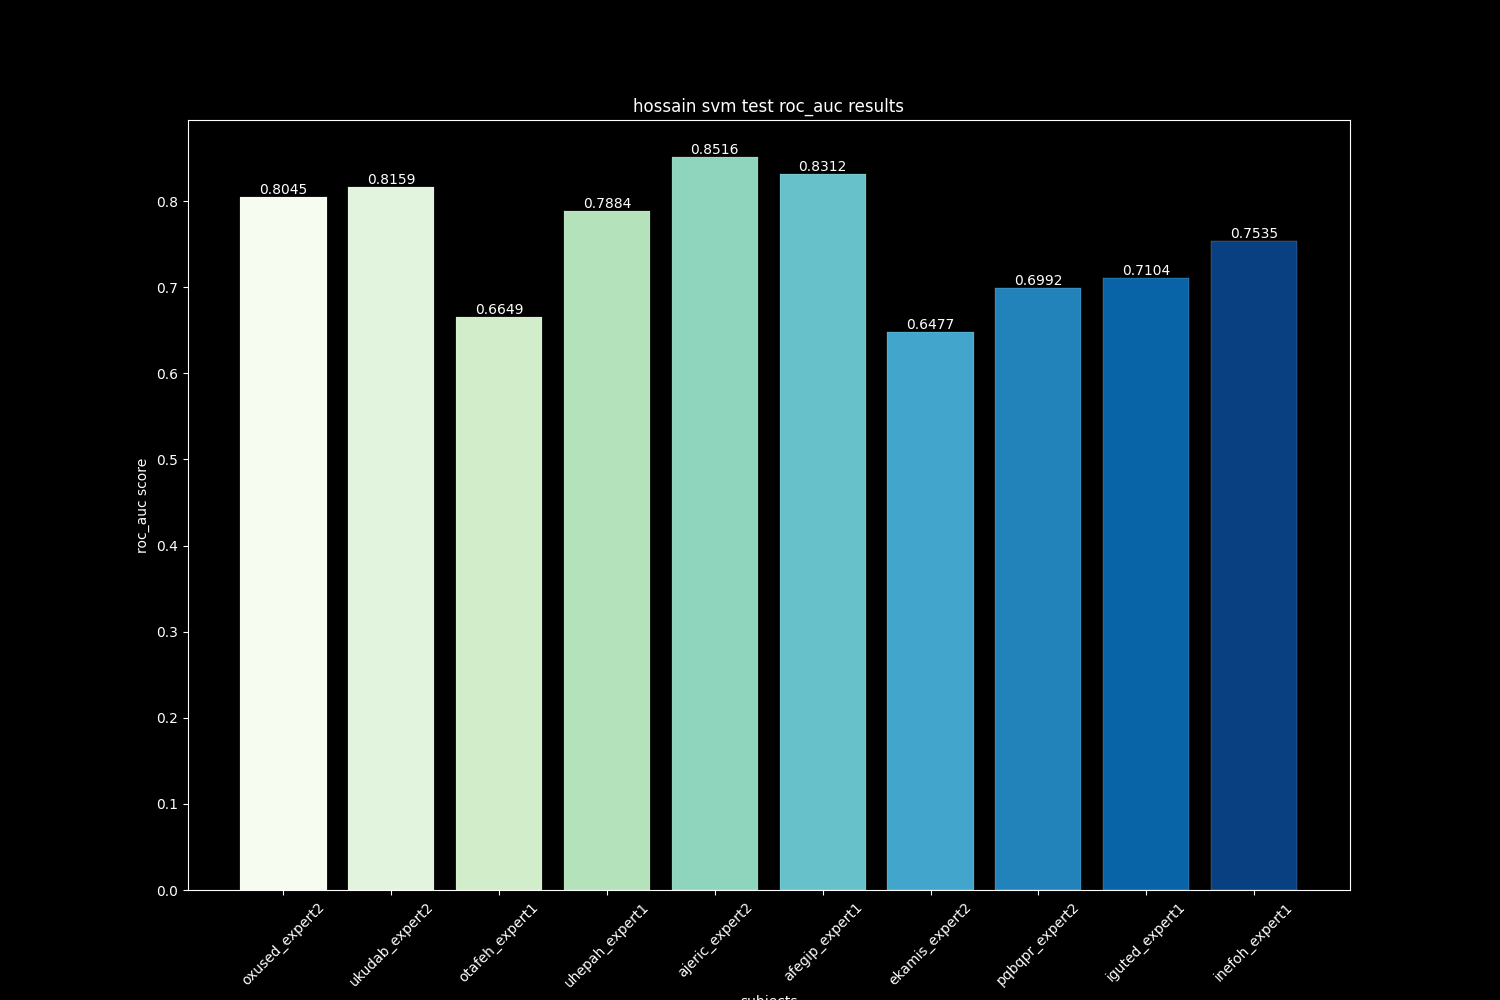 hossain svm test roc_auc results
0.8045
0.8159
0.6649
0.7884
0.8516
0.8312
0.6477
0.6992
0.7104
0.7535
roc_auc score
0.8
0.7
0.6
0.5
0.4
0.3
0.2
0.1
0.0
oxused_expert2
ukudab_expert2
otafeh_expert1
uhepah_expert1
ajeric_expert2
afegip_expert1
ekamis_expert2
pqbqpr_expert2
iguted_expert1
inefoh_expert1
subjects